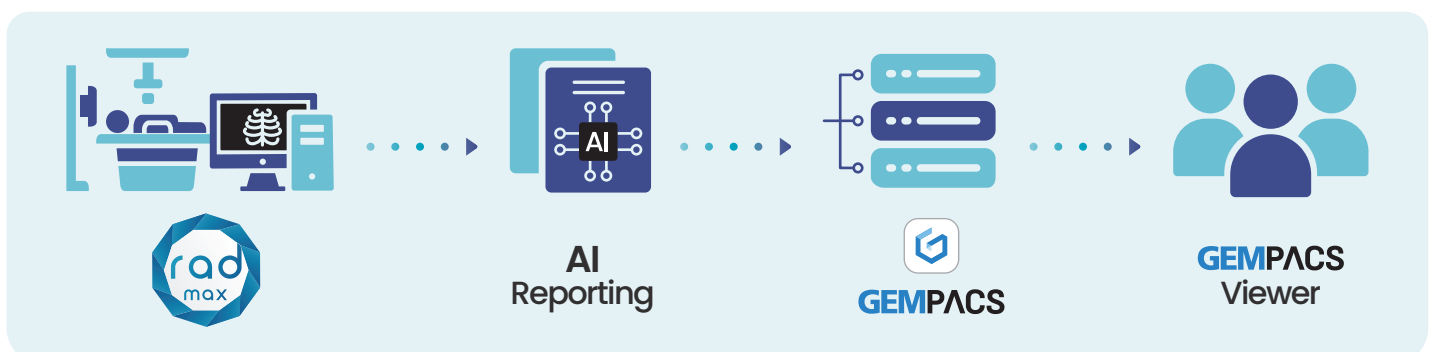 AI
rad
max
AI
Reporting
GEMPACS
GEMPACS
Viewer